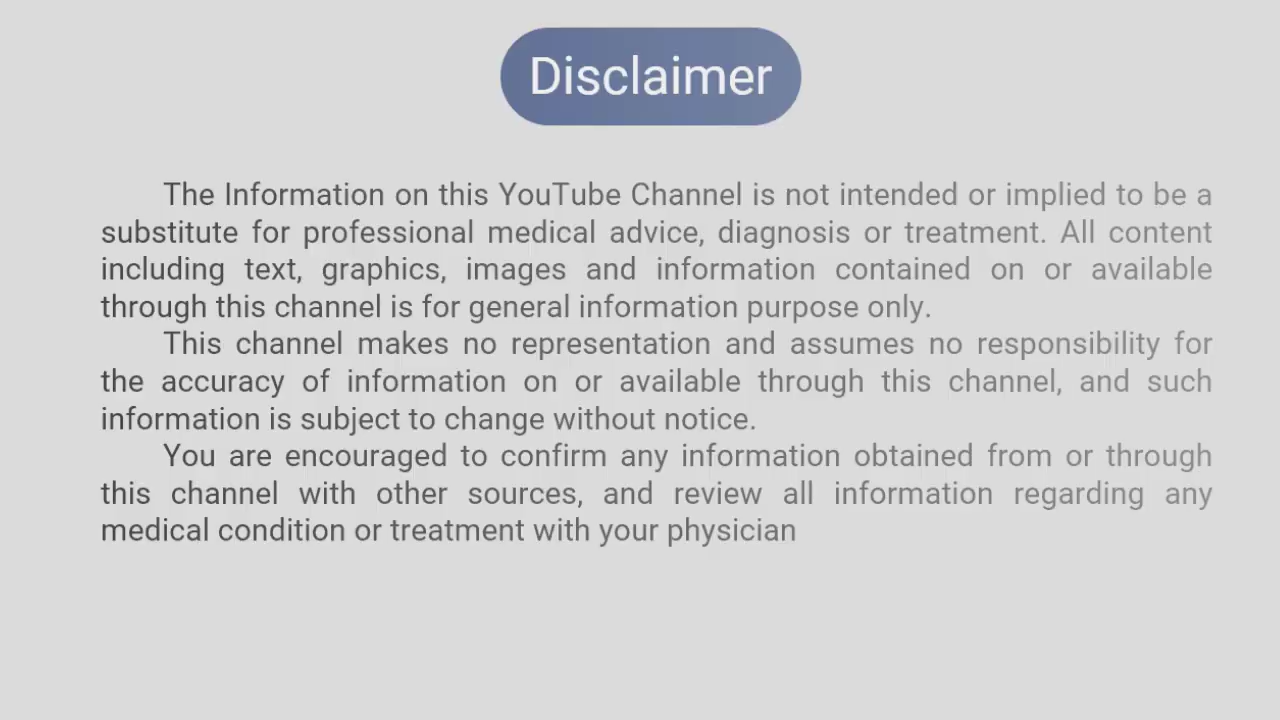 Disclaimer
The Information on this YouTube Channel is not intended or implied to be a
substitute for professional medical advice, diagnosis or treatment. All content
including text, graphics, images and information contained on or available
through this channel is for general information purpose only.
This channel makes no representation and assumes no responsibility for
the accuracy of information on or available through this channel, and such
information is subject to change without notice.
You are encouraged to confirm any information obtained from or through
this channel with other sources, and review all information regarding any
medical condition or treatment with your physician